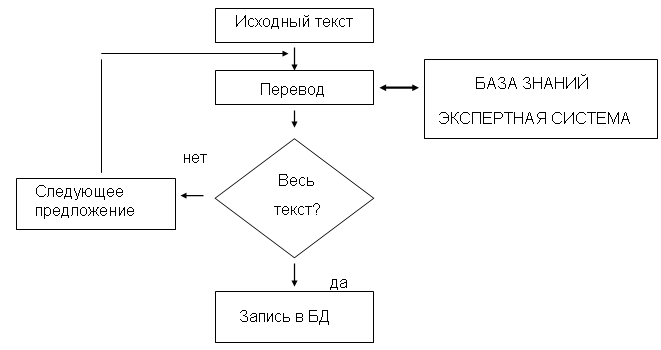 Исходный текст
Перевод
БАЗА ЗНАНИЙ
ЭКСПЕРТНАЯ СИСТЕМА
нет
Весь
текст?
Следующее
предложение
да
Запись в БД